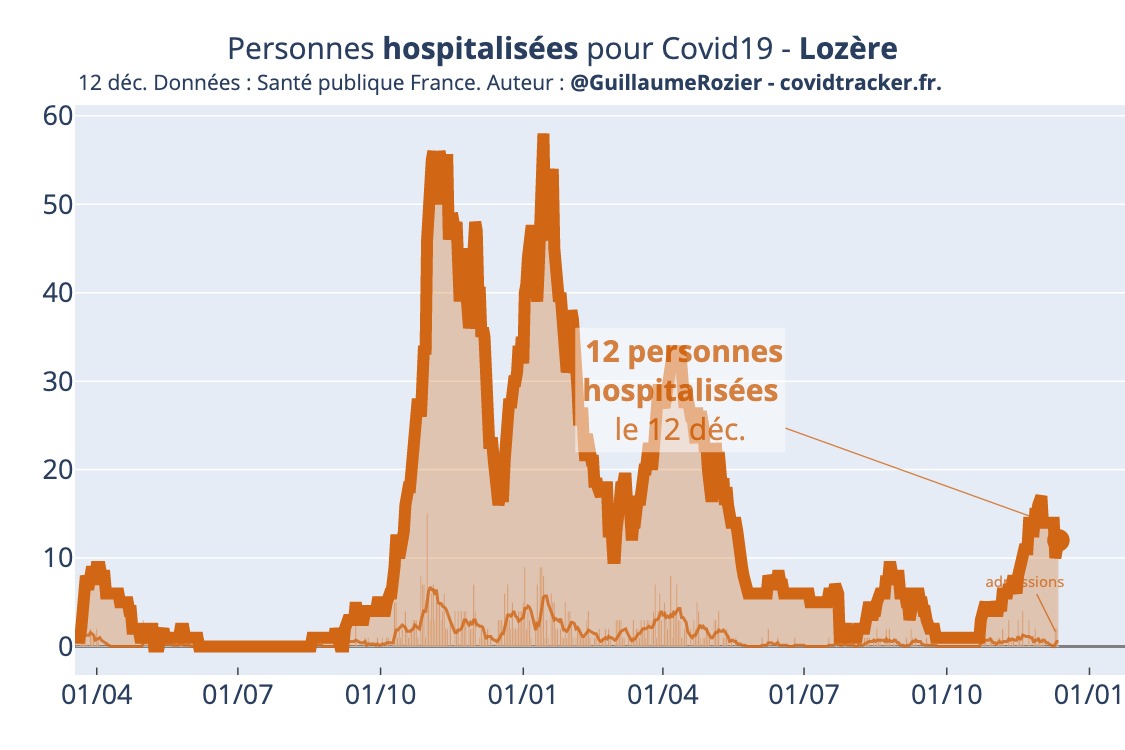 Personnes hospitalisées pour Covid19 - Lozère
12 déc. Données : Santé publique France. Auteur : @GuillaumeRozier - covidtracker.fr.
60
50
40
30
20
10
0
12 personnes
hospitalisées
le 12 déc.
admissions
01/04 01/07 01/10 01/01 01/04 01/07 01/10 01/01